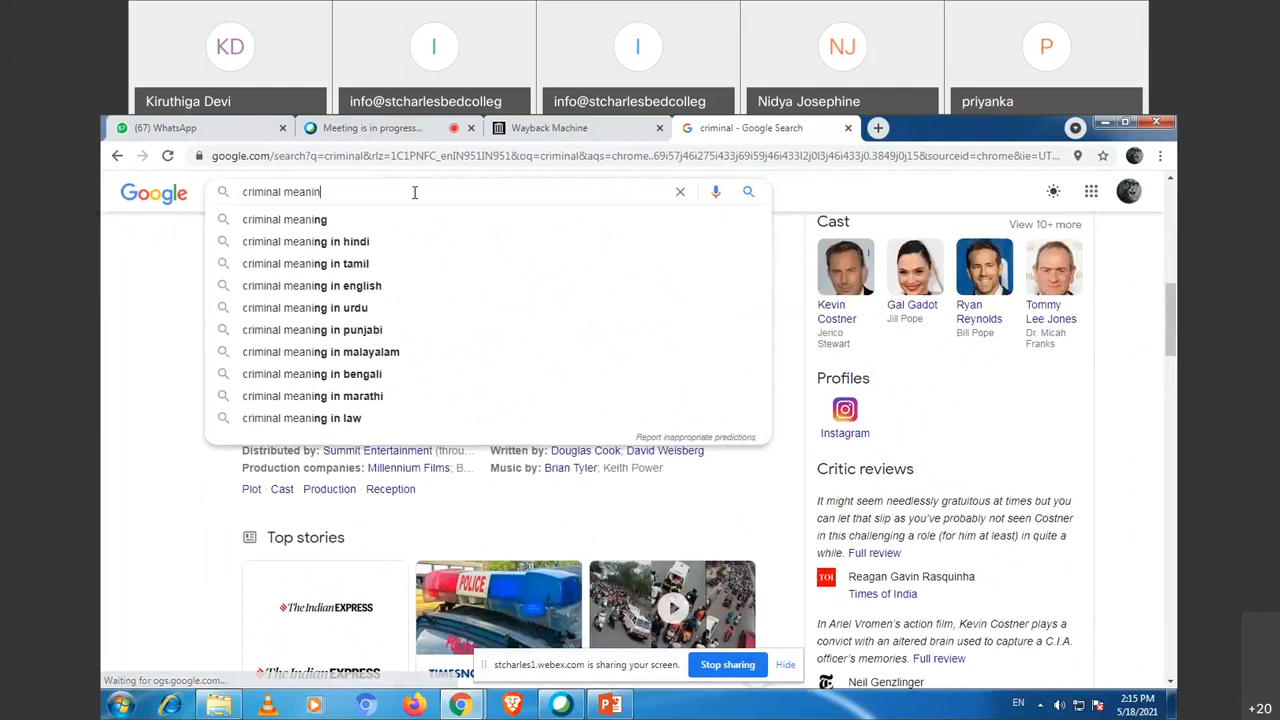 KD
I
I
NJ
P
Kiruthiga Devi
info@stcharlesbedcolleg
info@stcharlesbedcolleg
Nidya Josephine
priyanka
(67) WhatsApp
Meeting is in progress...
Wayback Machine
criminal - Google Search
google.com/search?q=criminal&rlz=1C1PNFC_enIN951IN951&oq=criminal&aqs=chrome..69i57j46i275i433j69i59j46i433l2j0l3j46i433j0.3849j0j15&sourceid=chrome&ie=UT...
Google
criminal meanin
criminal meaning
criminal meaning in hindi
criminal meaning in tamil
criminal meaning in english
criminal meaning in urdu
criminal meaning in punjabi
criminal meaning in malayalam
criminal meaning in bengali
criminal meaning in marathi
criminal meaning in law
Report inappropriate predictions
Distributed by: Summit Entertainment (throu...
Written by: Douglas Cook, David Weisberg
Production companies: Millennium Films; B...
Music by: Brian Tyler; Keith Power
Plot · Cast · Production · Reception
Top stories
The Indian EXPRESS
The Indian EXPRESS
POLICE
TIMESNO
Cast
View 10+ more
Kevin Costner
Jerico Stewart
Gal Gadot
Jill Pope
Ryan Reynolds
Bill Pope
Tommy Lee Jones
Dr. Micah Franks
Profiles
Instagram
Critic reviews
It might seem needlessly gratuitous at times but you
can let that slip as you've probably not seen Costner
in this challenging a role (for him at least) in quite a
while. Full review
TOI
Reagan Gavin Rasquinha
Times of India
In Ariel Vromen's action film, Kevin Costner plays a
convict with an altered brain used to capture a C.I.A.
officer's memories. Full review
Neil Genzlinger
stcharles1.webex.com is sharing your screen.
Stop sharing
Hide
Waiting for ogs.google.com...
EN
2:15 PM
5/18/2021
+20